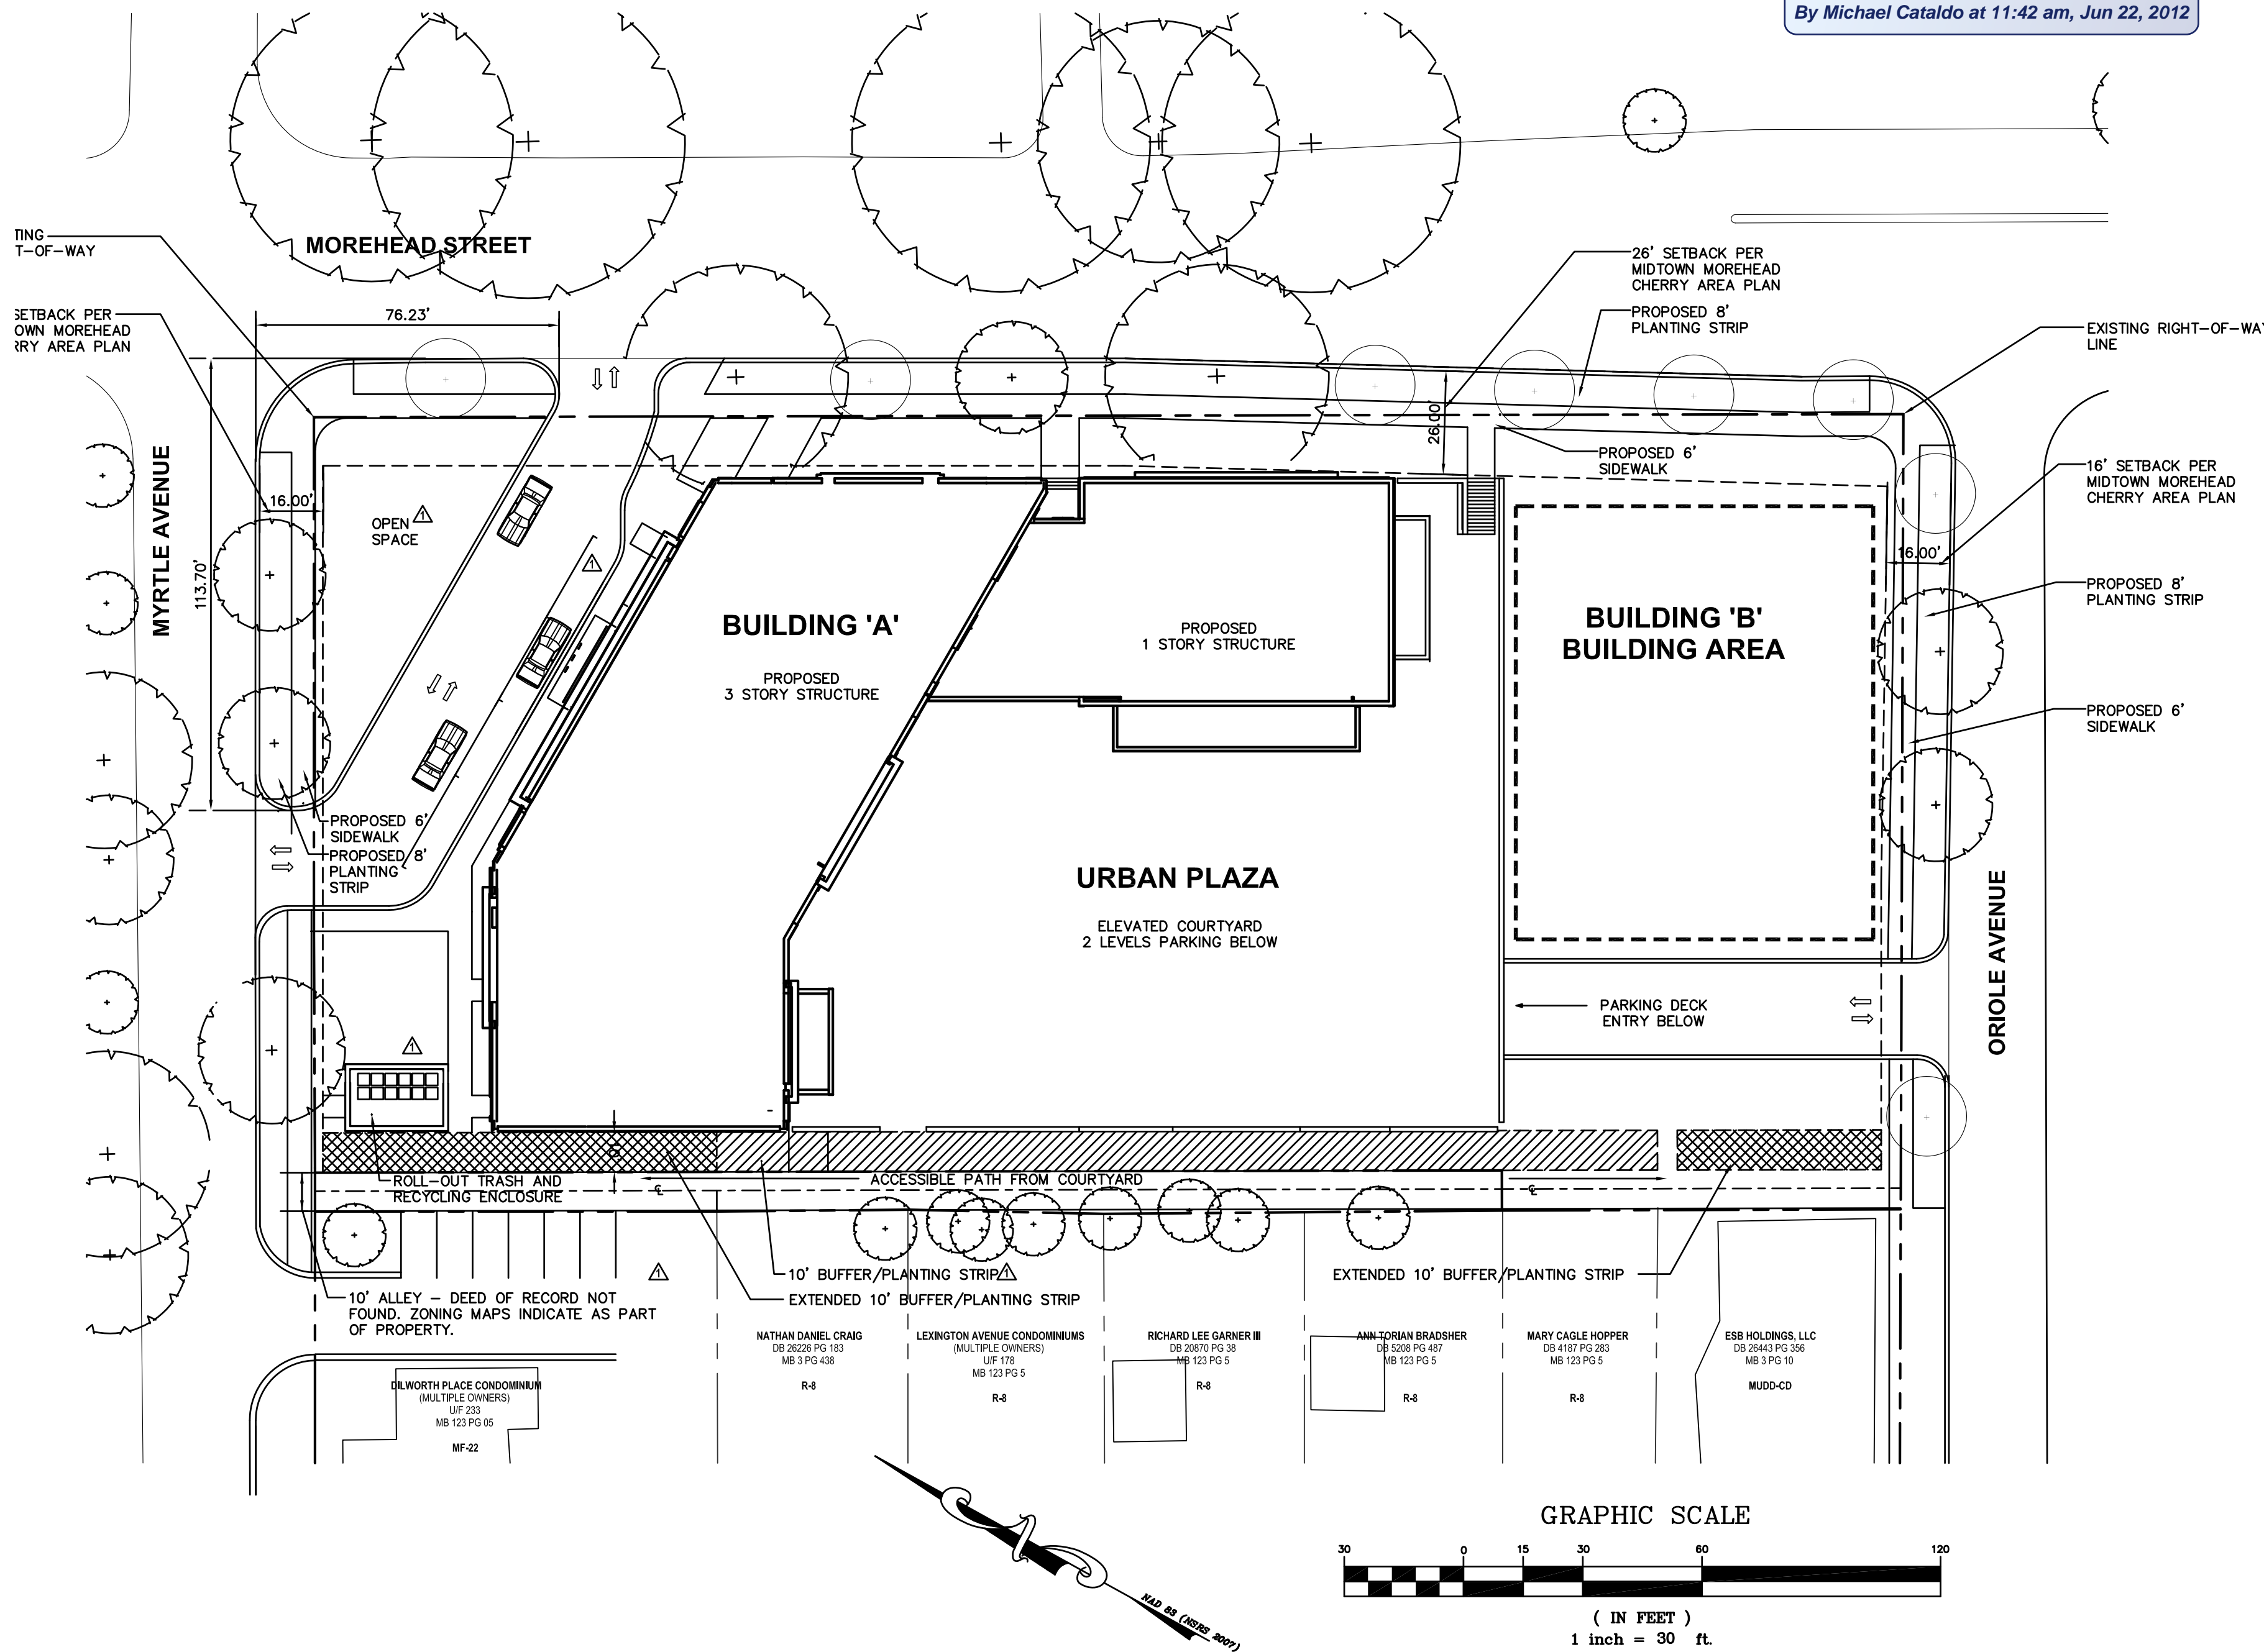 By Michael Cataldo at 11:42 am, Jun 22, 2012
TING
T-OF-WAY
MOREHEAD STREET
26' SETBACK PER
MIDTOWN MOREHEAD
CHERRY AREA PLAN
SETBACK PER
OWN MOREHEAD
RRY AREA PLAN
76.23'
PROPOSED 8'
PLANTING STRIP
EXISTING RIGHT-OF-WAY
LINE
26.00'
PROPOSED 6'
SIDEWALK
16' SETBACK PER
MIDTOWN MOREHEAD
CHERRY AREA PLAN
MYRTLE AVENUE
113.70'
16.00'
OPEN
SPACE
1
1
16.00'
PROPOSED 8'
PLANTING STRIP
BUILDING 'A'
PROPOSED
3 STORY STRUCTURE
PROPOSED
1 STORY STRUCTURE
BUILDING 'B'
BUILDING AREA
PROPOSED 6'
SIDEWALK
PROPOSED 6'
SIDEWALK
PROPOSED 8'
PLANTING
STRIP
URBAN PLAZA
ELEVATED COURTYARD
2 LEVELS PARKING BELOW
ORIOLE AVENUE
PARKING DECK
ENTRY BELOW
1
ROLL-OUT TRASH AND
RECYCLING ENCLOSURE
ACCESSIBLE PATH FROM COURTYARD
10' BUFFER/PLANTING STRIP
1
1
EXTENDED 10' BUFFER/PLANTING STRIP
EXTENDED 10' BUFFER/PLANTING STRIP
10' ALLEY - DEED OF RECORD NOT
FOUND. ZONING MAPS INDICATE AS PART
OF PROPERTY.
DILWORTH PLACE CONDOMINIUM
(MULTIPLE OWNERS)
U/F 233
MB 123 PG 05
MF-22
NATHAN DANIEL CRAIG
DB 26226 PG 183
MB 3 PG 438
R-8
LEXINGTON AVENUE CONDOMINIUMS
(MULTIPLE OWNERS)
U/F 178
MB 123 PG 5
R-8
RICHARD LEE GARNER III
DB 20870 PG 38
MB 123 PG 5
R-8
ANN TORIAN BRADSHER
DB 5208 PG 487
MB 123 PG 5
R-8
MARY CAGLE HOPPER
DB 4187 PG 283
MB 123 PG 5
R-8
ESB HOLDINGS, LLC
DB 26443 PG 356
MB 3 PG 10
MUDD-CD
NAD 83 (NSRS 2007)
GRAPHIC SCALE
30 0 15 30 60 120
( IN FEET )
1 inch = 30 ft.